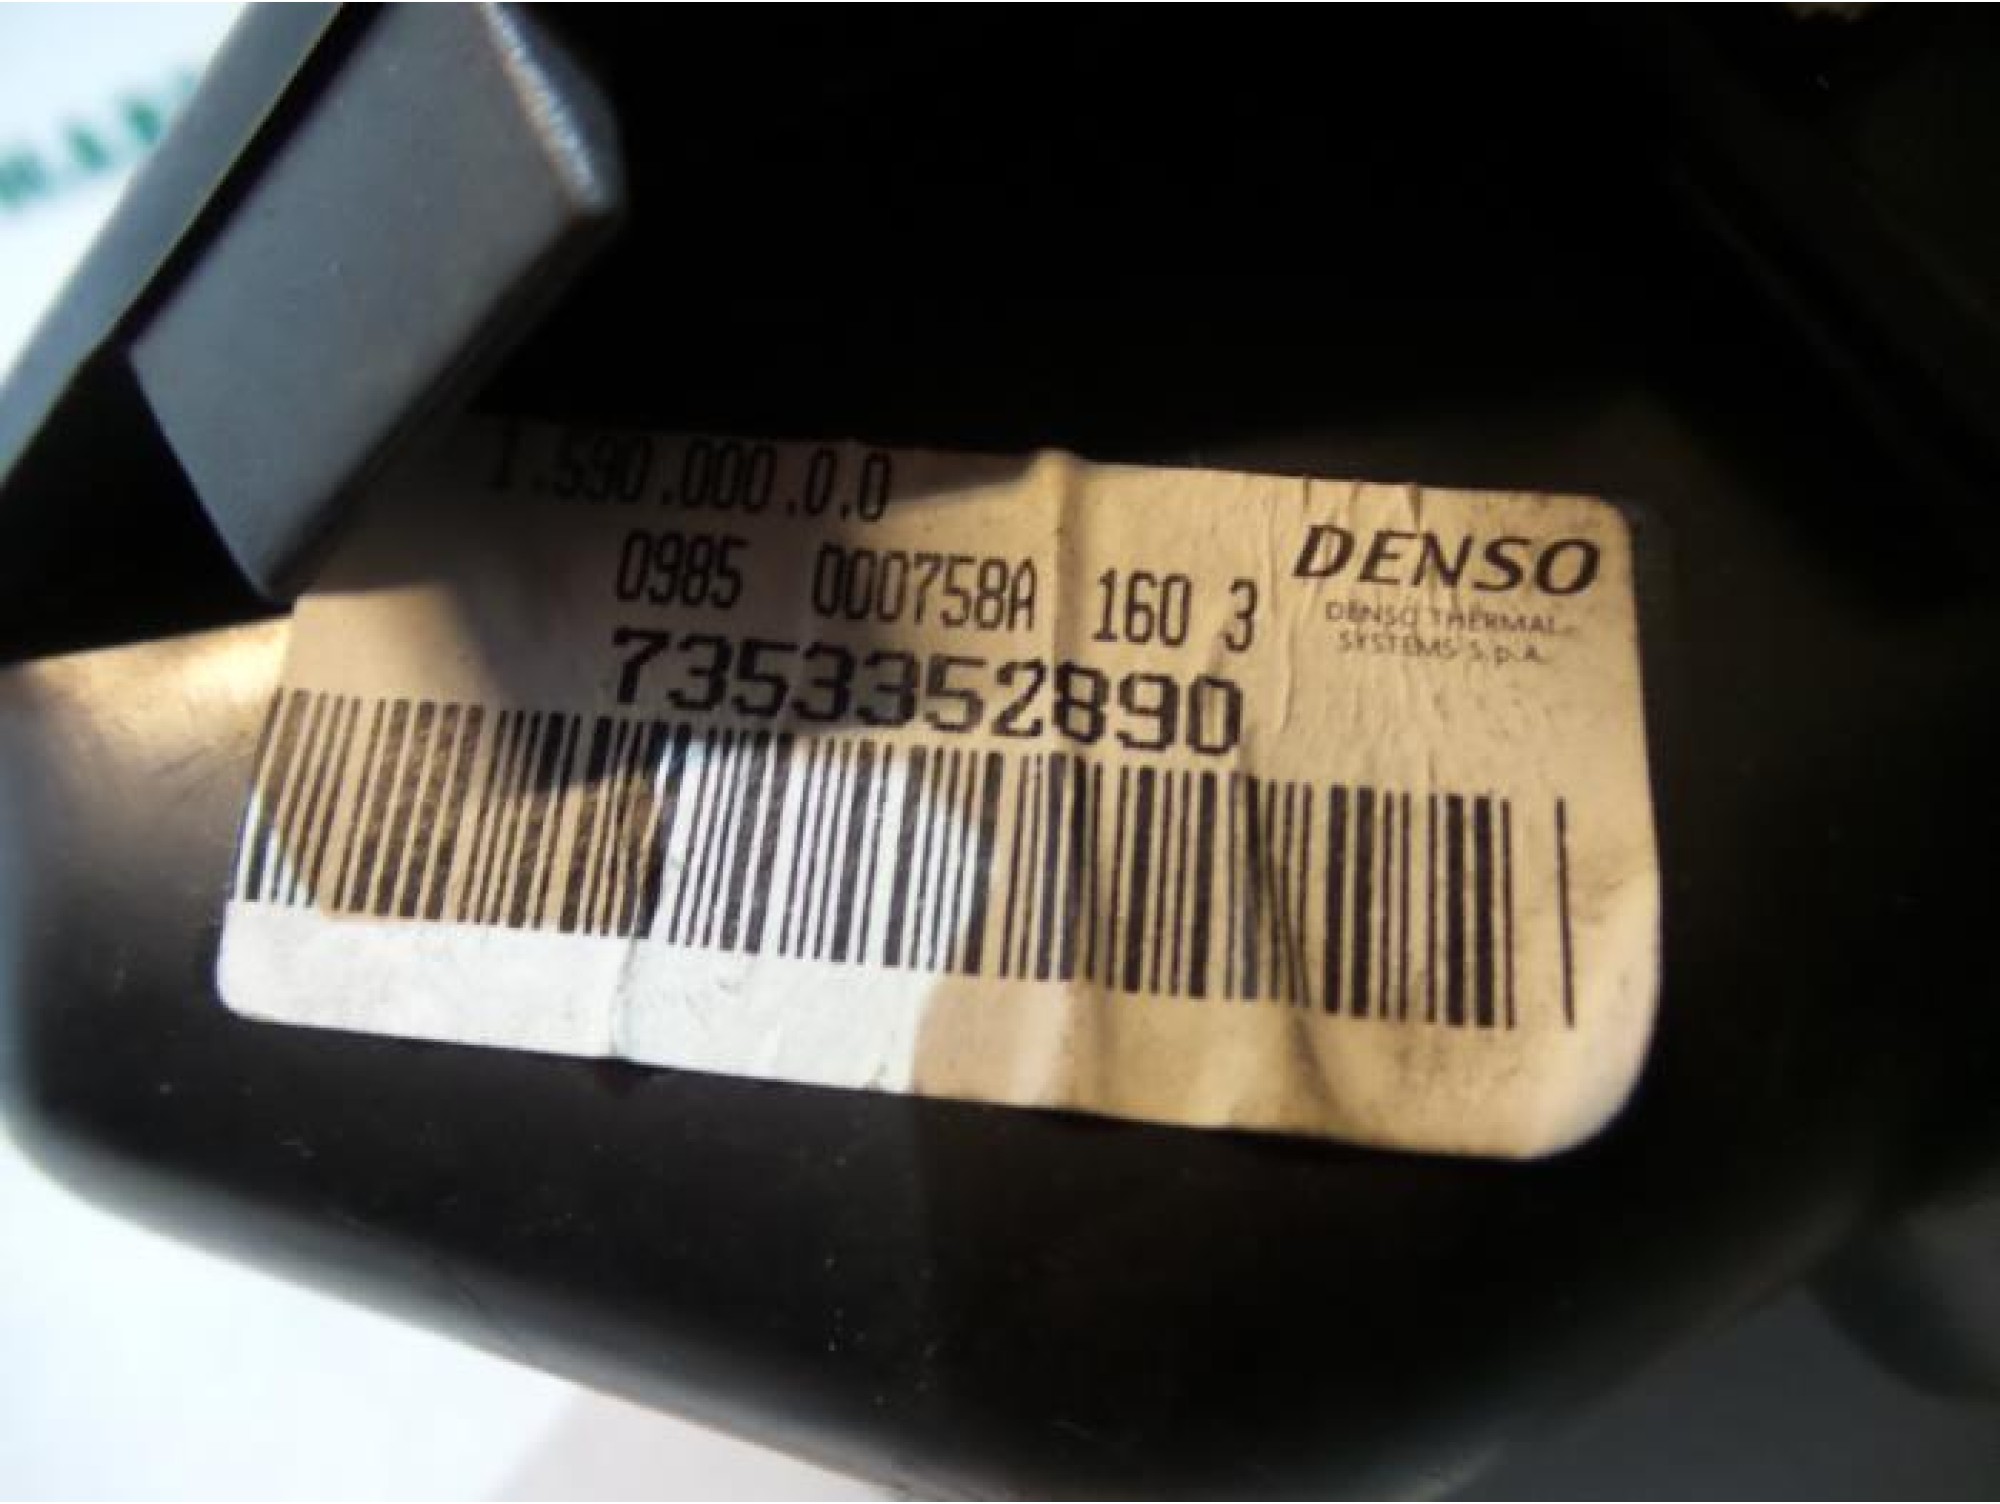 1.590.000.0.0
0985 000758A 160 3
DENSO
DENSO THERMAL
SYSTEMS S.p.A.
7353352890